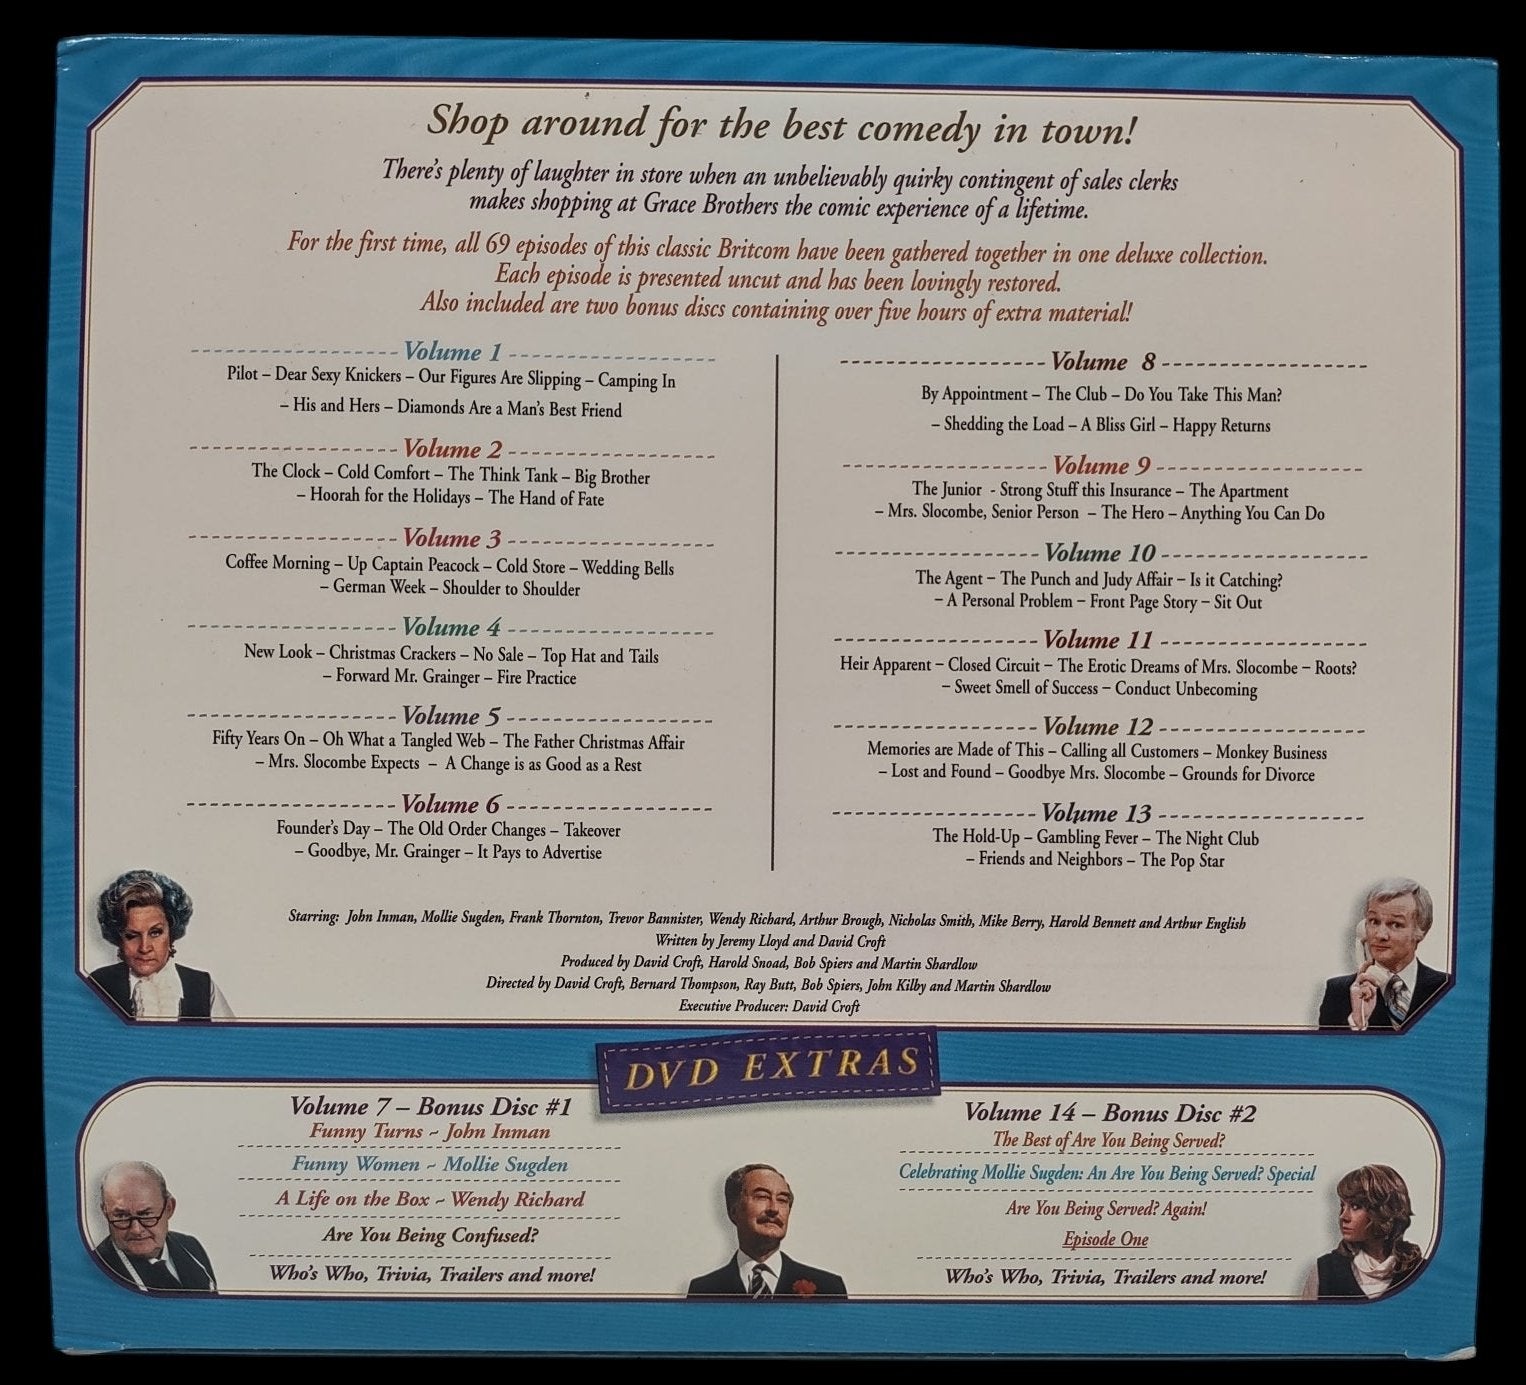 Shop around for the best comedy in town!
There's plenty of laughter in store when an unbelievably quirky contingent of sales clerks
makes shopping at Grace Brothers the comic experience of a lifetime.
For the first time, all 69 episodes of this classic Britcom have been gathered together in one deluxe collection.
Each episode is presented uncut and has been lovingly restored.
Also included are two bonus discs containing over five hours of extra material!
Volume 1
Pilot – Dear Sexy Knickers – Our Figures Are Slipping – Camping In
– His and Hers – Diamonds Are a Man's Best Friend
Volume 2
The Clock – Cold Comfort – The Think Tank – Big Brother
– Hoorah for the Holidays – The Hand of Fate
Volume 3
Coffee Morning – Up Captain Peacock – Cold Store – Wedding Bells
– German Week – Shoulder to Shoulder
Volume 4
New Look – Christmas Crackers – No Sale – Top Hat and Tails
– Forward Mr. Grainger – Fire Practice
Volume 5
Fifty Years On – Oh What a Tangled Web – The Father Christmas Affair
– Mrs. Slocombe Expects – A Change is as Good as a Rest
Volume 6
Founder's Day – The Old Order Changes – Takeover
– Goodbye, Mr. Grainger – It Pays to Advertise
Volume 8
By Appointment – The Club – Do You Take This Man?
– Shedding the Load – A Bliss Girl – Happy Returns
Volume 9
The Junior - Strong Stuff this Insurance – The Apartment
– Mrs. Slocombe, Senior Person – The Hero – Anything You Can Do
Volume 10
The Agent – The Punch and Judy Affair – Is it Catching?
– A Personal Problem – Front Page Story – Sit Out
Volume 11
Heir Apparent – Closed Circuit – The Erotic Dreams of Mrs. Slocombe – Roots?
– Sweet Smell of Success – Conduct Unbecoming
Volume 12
Memories are Made of This – Calling all Customers – Monkey Business
– Lost and Found – Goodbye Mrs. Slocombe – Grounds for Divorce
Volume 13
The Hold-Up – Gambling Fever – The Night Club
– Friends and Neighbors – The Pop Star
Starring: John Inman, Mollie Sugden, Frank Thornton, Trevor Bannister, Wendy Richard, Arthur Brough, Nicholas Smith, Mike Berry, Harold Bennett and Arthur English
Written by Jeremy Lloyd and David Croft
Produced by David Croft, Harold Snoad, Bob Spiers and Martin Shardlow
Directed by David Croft, Bernard Thompson, Ray Butt, Bob Spiers, John Kilby and Martin Shardlow
Executive Producer: David Croft
DVD EXTRAS
Volume 7 – Bonus Disc #1
Funny Turns ~ John Inman
Funny Women ~ Mollie Sugden
A Life on the Box ~ Wendy Richard
Are You Being Confused?
Who's Who, Trivia, Trailers and more!
Volume 14 – Bonus Disc #2
The Best of Are You Being Served?
Celebrating Mollie Sugden: An Are You Being Served? Special
Are You Being Served? Again!
Episode One
Who's Who, Trivia, Trailers and more!